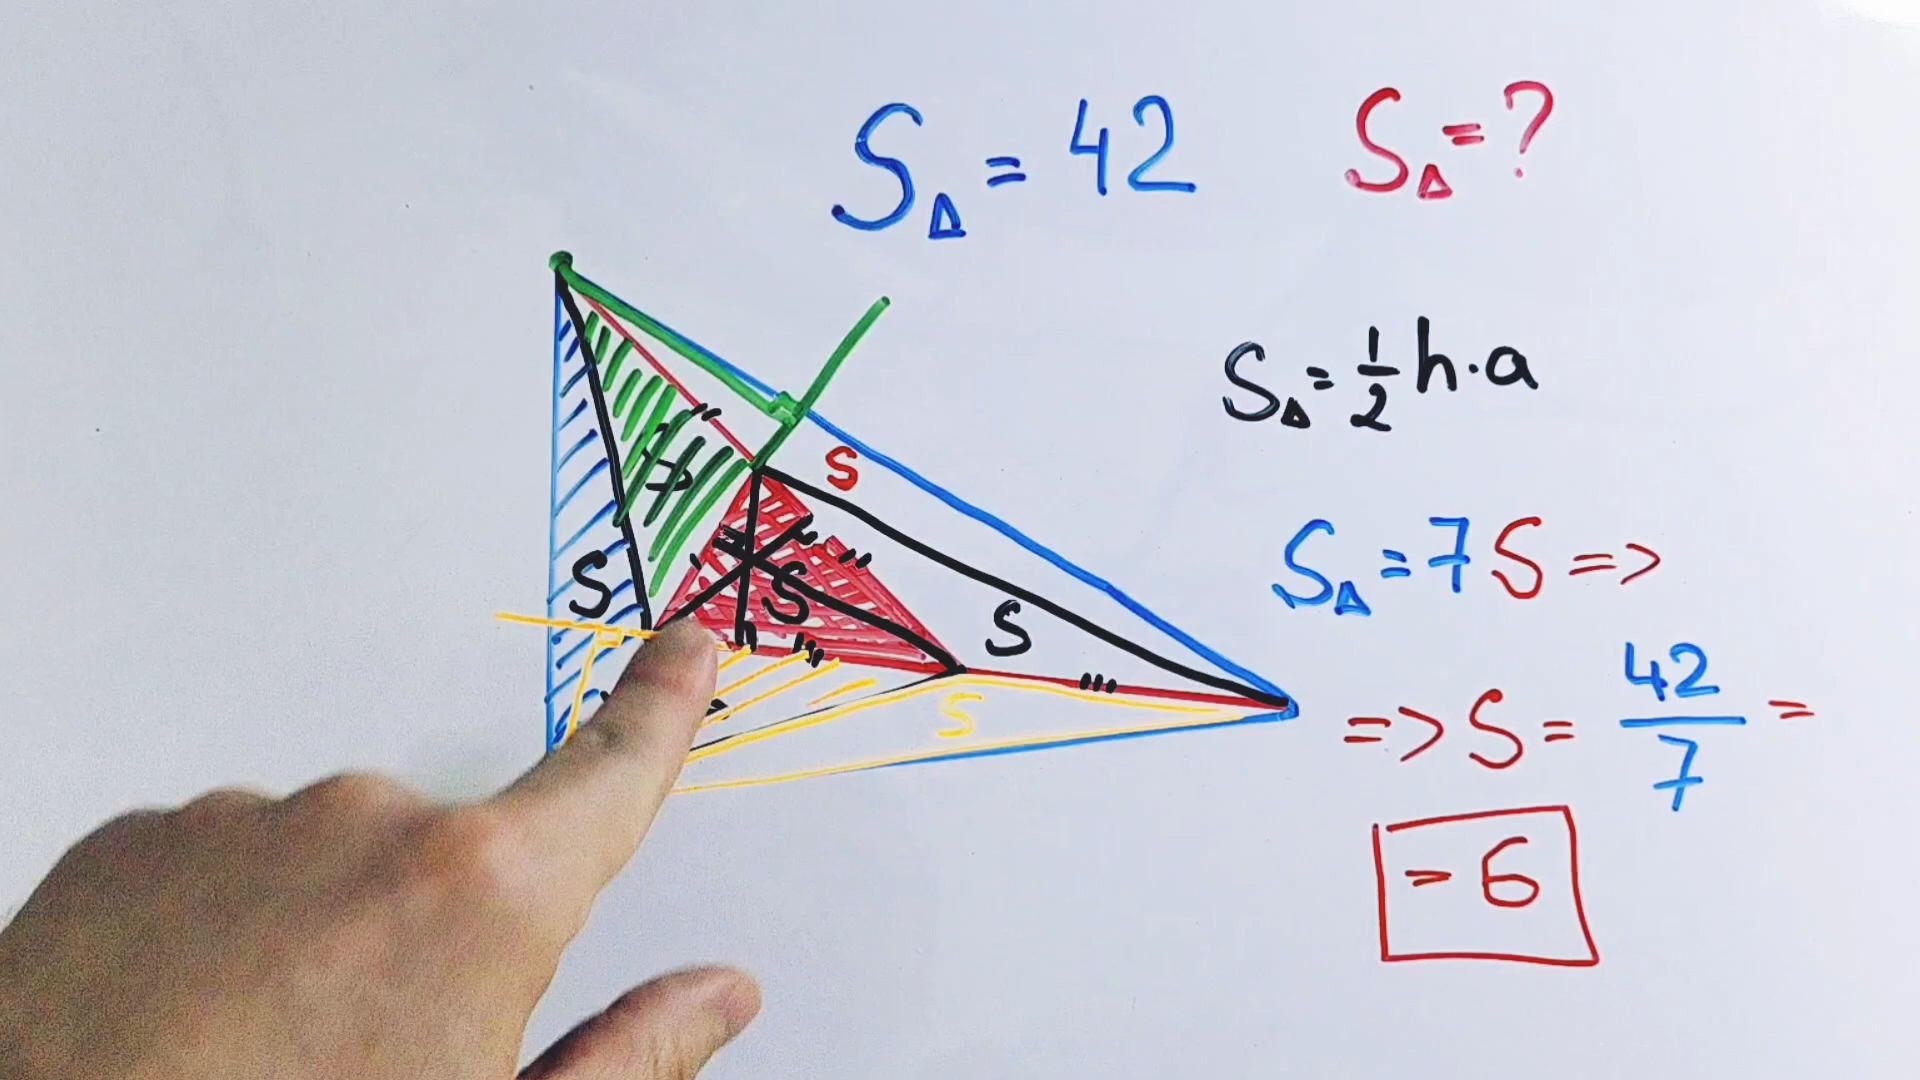 S△ = 42 S△ = ?
S△ = 1/2 h · a
S
S△ = 7S =>
S S S
=> S = 42/7 =
S
= 6